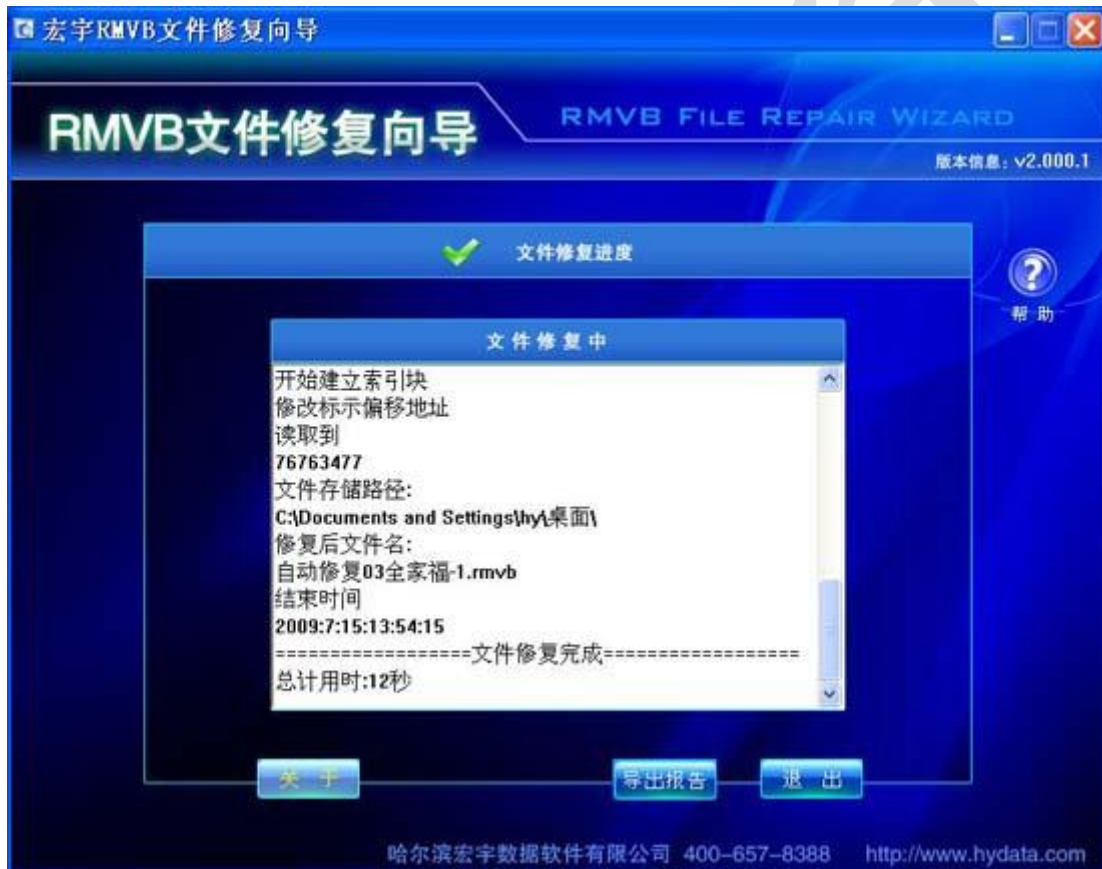 宏宇RMVB文件修复向导
RMVB文件修复向导
RMVB FILE REPAIR WIZARD
版本信息: v2.000.1
文件修复进度
帮 助
文 件 修 复 中
开始建立索引块
修改标示偏移地址
读取到
76763477
文件存储路径:
C:\Documents and Settings\hy\桌面\
修复后文件名:
自动修复03全家福-1.rmvb
结束时间
2009:7:15:13:54:15
==================文件修复完成==================
总计用时:12秒
关 于
导出报告
退 出
哈尔滨宏宇数据软件有限公司 400-657-8388 http://www.hydata.com